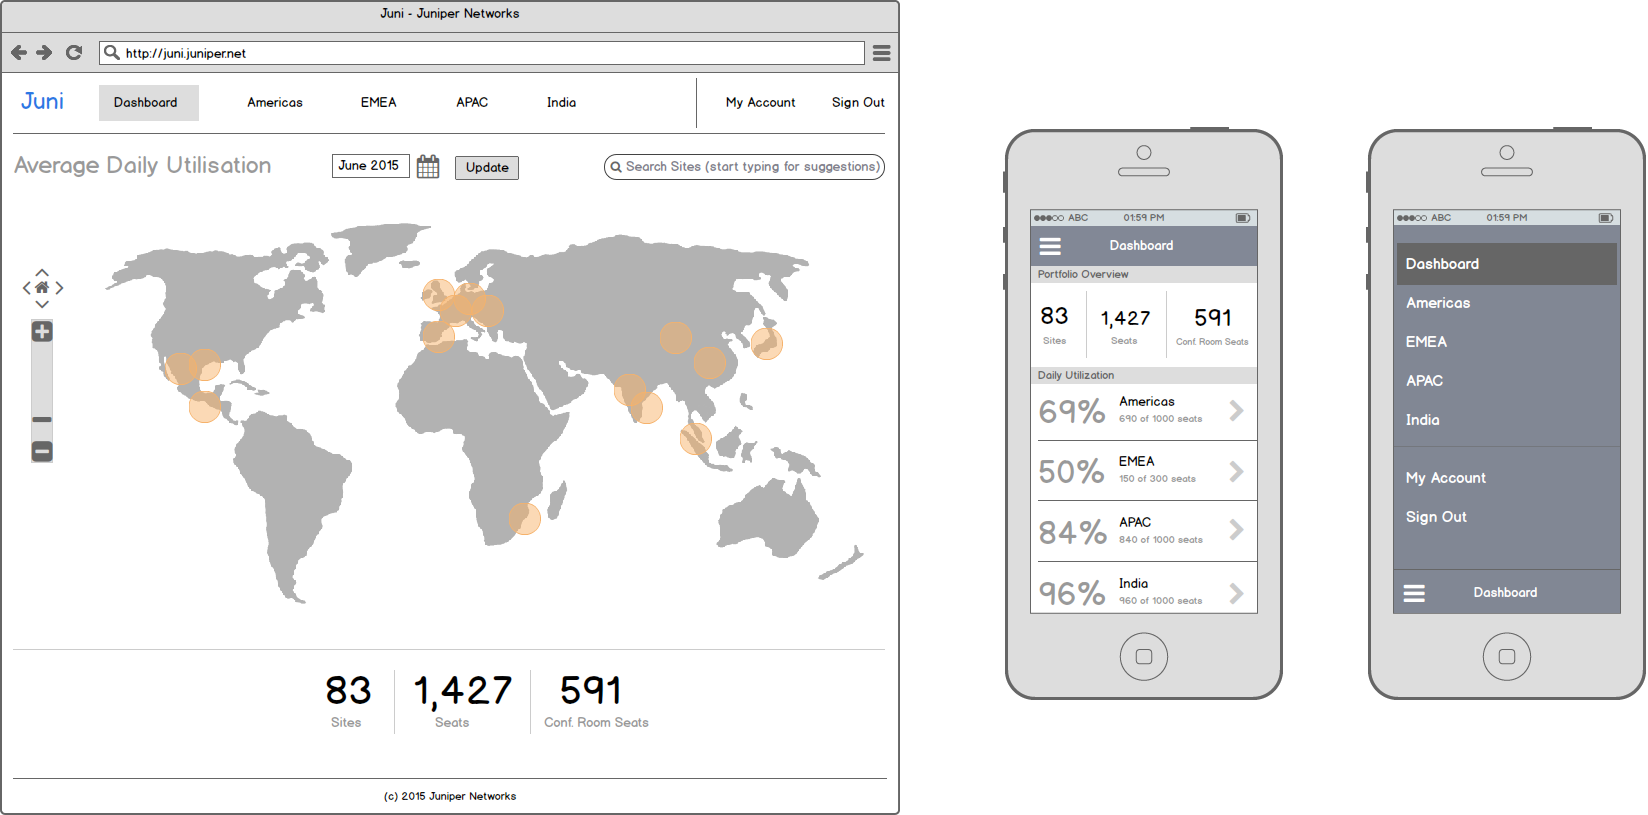 Juni - Juniper Networks
http://juni.juniper.net
Juni Dashboard Americas EMEA APAC India My Account Sign Out
Average Daily Utilisation June 2015 Update Search Sites (start typing for suggestions)
83 1,427 591
Sites Seats Conf. Room Seats
(c) 2015 Juniper Networks
ABC 01:59 PM
Dashboard
Portfolio Overview
83 1,427 591
Sites Seats Conf. Room Seats
Daily Utilization
69% Americas
690 of 1000 seats
50% EMEA
150 of 300 seats
84% APAC
840 of 1000 seats
96% India
960 of 1000 seats
ABC 01:59 PM
Dashboard
Americas
EMEA
APAC
India
My Account
Sign Out
Dashboard